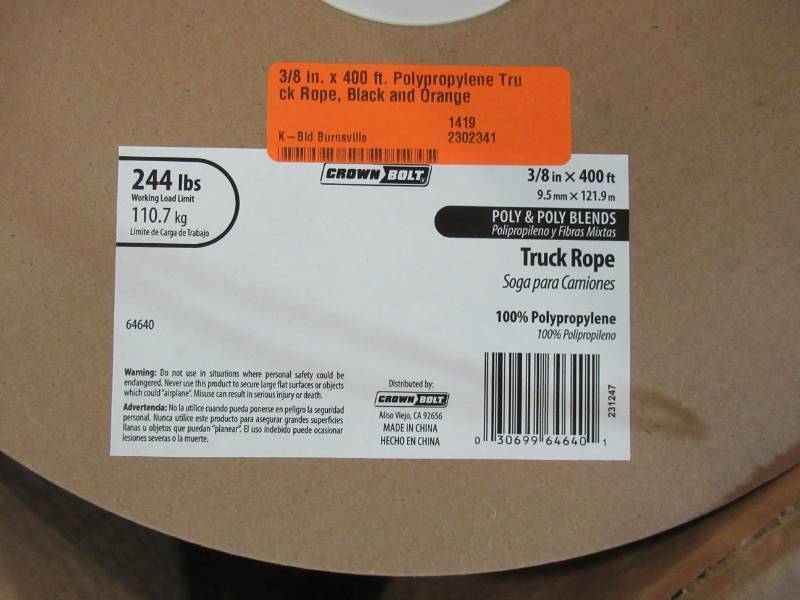 3/8 in. x 400 ft. Polypropylene Tru
ck Rope, Black and Orange
1419
K-Bid Burnsville 2302341
CROWN BOLT
244 lbs
Working Load Limit
110.7 kg
Límite de Carga de Trabajo
3/8 in × 400 ft
9.5 mm × 121.9 m
POLY & POLY BLENDS
Polipropileno y Fibras Mixtas
Truck Rope
Soga para Camiones
100% Polypropylene
100% Polipropileno
64640
Warning: Do not use in situations where personal safety could be
endangered. Never use this product to secure large flat surfaces or objects
which could "airplane". Misuse can result in serious injury or death.
Advertencia: No la utilice cuando pueda ponerse en peligro la seguridad
personal. Nunca utilice este producto para asegurar grandes superficies
llanas u objetos que puedan "planear". El uso indebido puede ocasionar
lesiones severas o la muerte.
Distributed by:
CROWN BOLT
Aliso Viejo, CA 92656
MADE IN CHINA
HECHO EN CHINA
0 30699 64640 1
231247